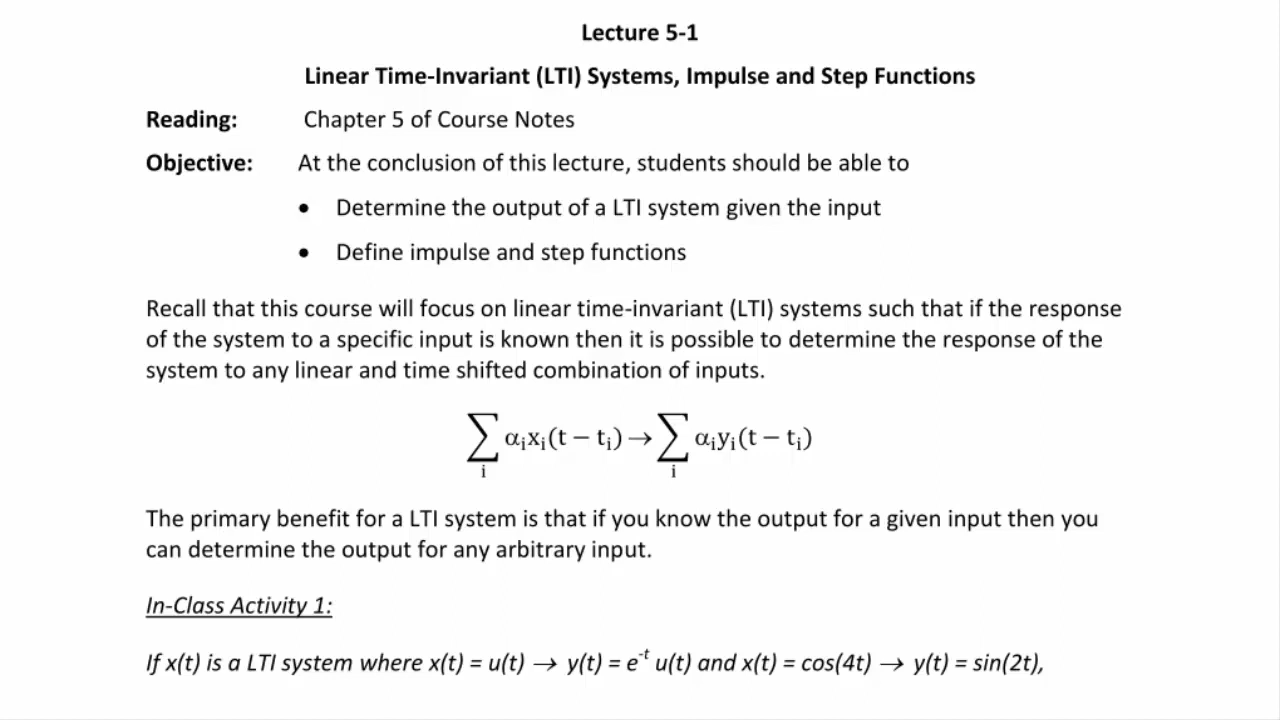 Lecture 5-1
Linear Time-Invariant (LTI) Systems, Impulse and Step Functions
Reading: Chapter 5 of Course Notes
Objective: At the conclusion of this lecture, students should be able to
• Determine the output of a LTI system given the input
• Define impulse and step functions
Recall that this course will focus on linear time-invariant (LTI) systems such that if the response
of the system to a specific input is known then it is possible to determine the response of the
system to any linear and time shifted combination of inputs.
∑ᵢ αᵢxᵢ(t − tᵢ) → ∑ᵢ αᵢyᵢ(t − tᵢ)
The primary benefit for a LTI system is that if you know the output for a given input then you
can determine the output for any arbitrary input.
In-Class Activity 1:
If x(t) is a LTI system where x(t) = u(t) → y(t) = e⁻ᵗ u(t) and x(t) = cos(4t) → y(t) = sin(2t),